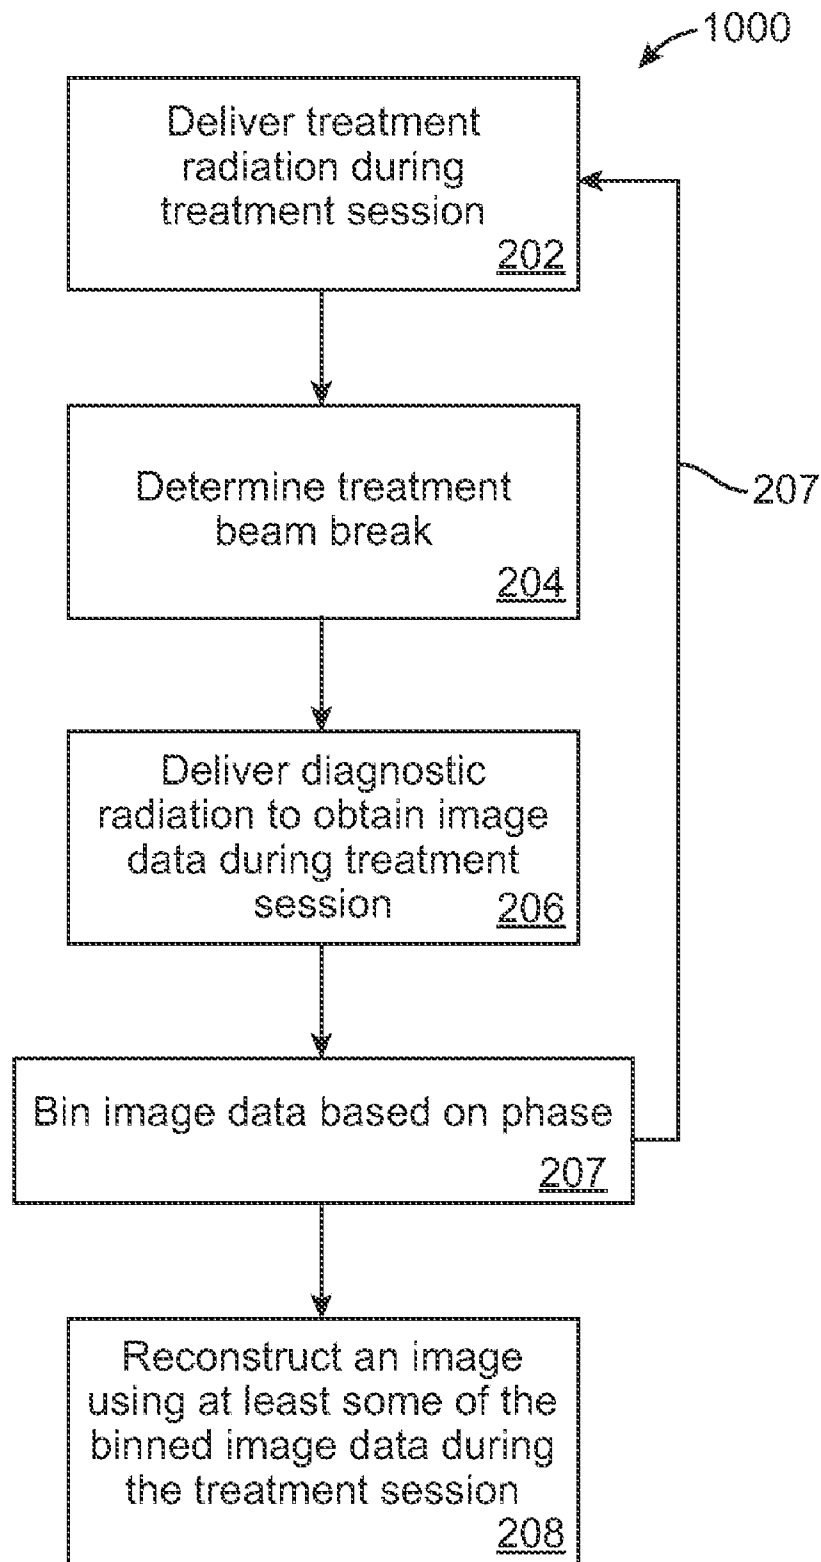 1000
Deliver treatment
radiation during
treatment session
202
Determine treatment
beam break
204
207
Deliver diagnostic
radiation to obtain image
data during treatment
session
206
Bin image data based on phase
207
Reconstruct an image
using at least some of the
binned image data during
the treatment session
208